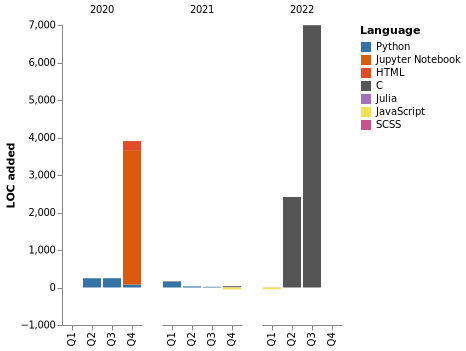 2020 2021 2022
Language
Python
Jupyter Notebook
HTML
C
Julia
JavaScript
SCSS
LOC added
7,000
6,000
5,000
4,000
3,000
2,000
1,000
0
−1,000
Q1 Q2 Q3 Q4 Q1 Q2 Q3 Q4 Q1 Q2 Q3 Q4